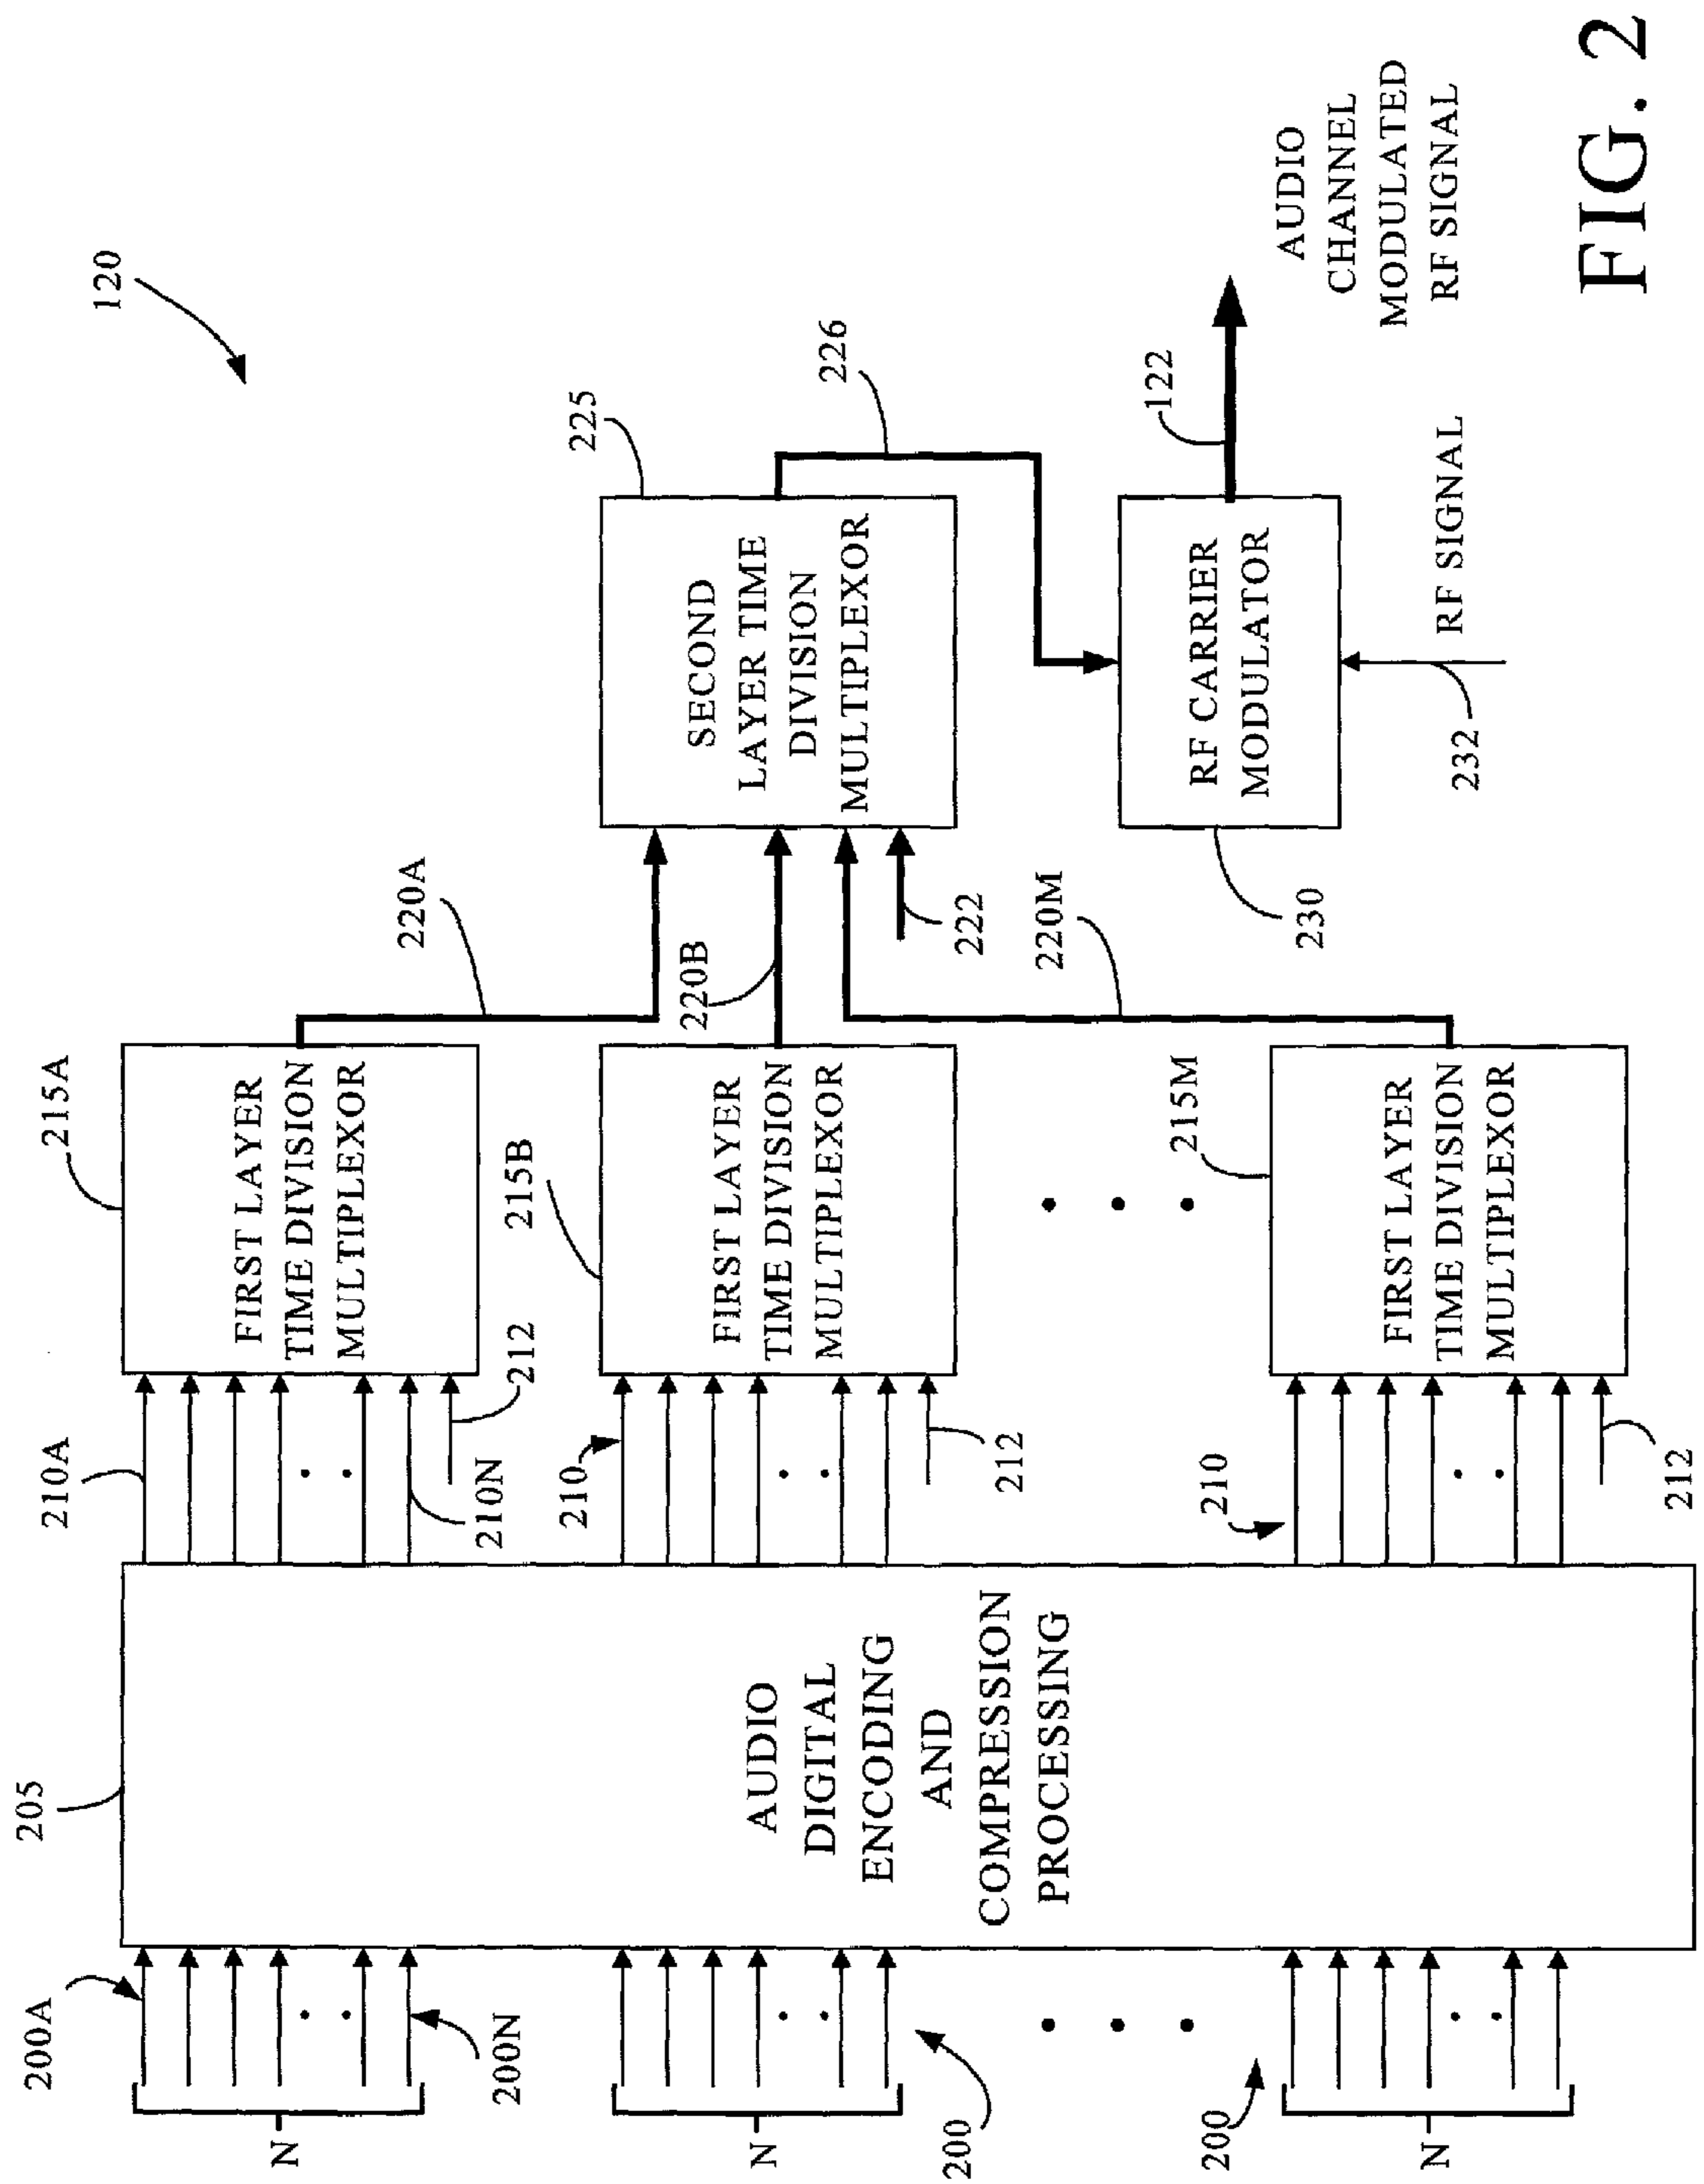 120
200A
200N
N
N
N
200
200
205
AUDIO
DIGITAL
ENCODING
AND
COMPRESSION
PROCESSING
210A
210N
212
210
212
210
212
215A
FIRST LAYER
TIME DIVISION
MULTIPLEXOR
215B
FIRST LAYER
TIME DIVISION
MULTIPLEXOR
215M
FIRST LAYER
TIME DIVISION
MULTIPLEXOR
220A
220B
222
220M
225
SECOND
LAYER TIME
DIVISION
MULTIPLEXOR
226
RF CARRIER
MODULATOR
230
232
RF SIGNAL
122
AUDIO
CHANNEL
MODULATED
RF SIGNAL
FIG. 2